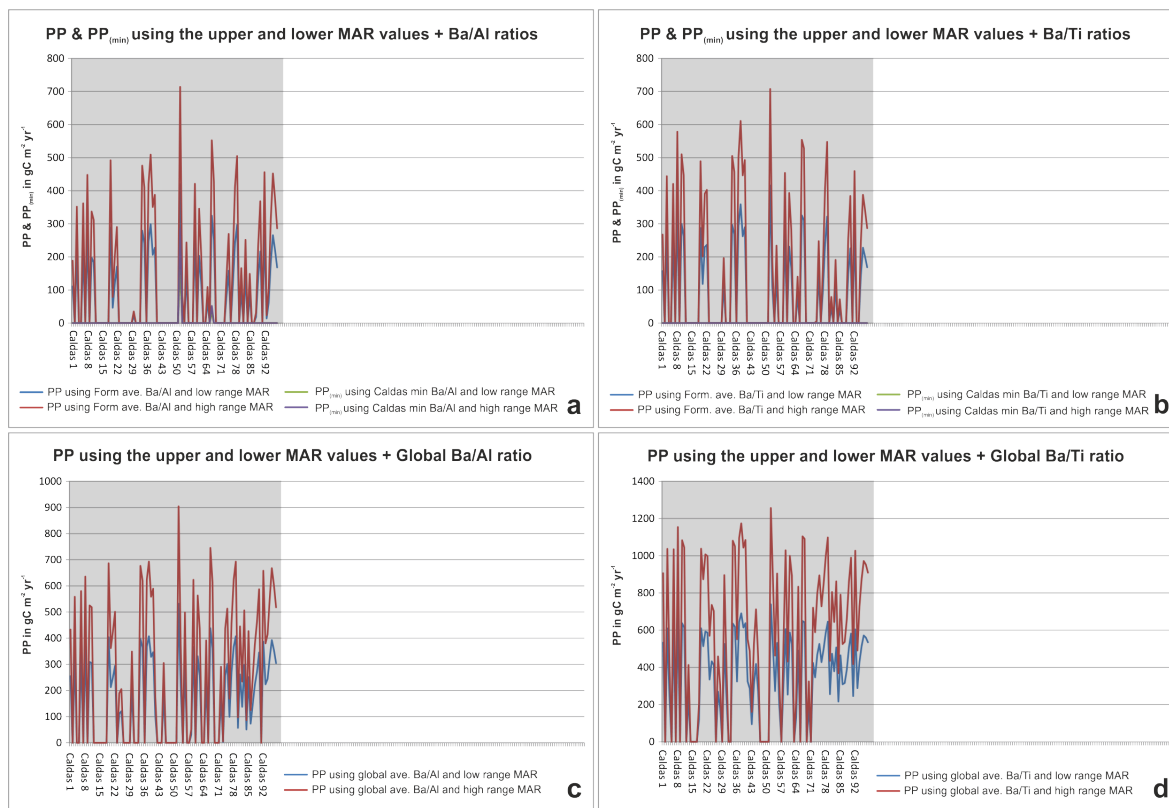 PP & PP(min) using the upper and lower MAR values + Ba/Al ratios
PP & PP(min) in gC m-2 yr-1
800
700
600
500
400
300
200
100
0
Caldas 1
Caldas 8
Caldas 15
Caldas 22
Caldas 29
Caldas 36
Caldas 43
Caldas 50
Caldas 57
Caldas 64
Caldas 71
Caldas 78
Caldas 85
Caldas 92
PP using Form ave. Ba/Al and low range MAR
PP using Form ave. Ba/Al and high range MAR
PP(min) using Caldas min Ba/Al and low range MAR
PP(min) using Caldas min Ba/Al and high range MAR
a
PP & PP(min) using the upper and lower MAR values + Ba/Ti ratios
PP & PP(min) in gC m-2 yr-1
800
700
600
500
400
300
200
100
0
Caldas 1
Caldas 8
Caldas 15
Caldas 22
Caldas 29
Caldas 36
Caldas 43
Caldas 50
Caldas 57
Caldas 64
Caldas 71
Caldas 78
Caldas 85
Caldas 92
PP using Form. ave. Ba/Ti and low range MAR
PP using Form. ave. Ba/Ti and high range MAR
PP(min) using Caldas min Ba/Ti and low range MAR
PP(min) using Caldas min Ba/Ti and high range MAR
b
PP using the upper and lower MAR values + Global Ba/Al ratio
PP in gC m-2 yr-1
1000
900
800
700
600
500
400
300
200
100
0
Caldas 1
Caldas 8
Caldas 15
Caldas 22
Caldas 29
Caldas 36
Caldas 43
Caldas 50
Caldas 57
Caldas 64
Caldas 71
Caldas 78
Caldas 85
Caldas 92
PP using global ave. Ba/Al and low range MAR
PP using global ave. Ba/Al and high range MAR
c
PP using the upper and lower MAR values + Global Ba/Ti ratio
PP in gC m-2 yr-1
1400
1200
1000
800
600
400
200
0
Caldas 1
Caldas 8
Caldas 15
Caldas 22
Caldas 29
Caldas 36
Caldas 43
Caldas 50
Caldas 57
Caldas 64
Caldas 71
Caldas 78
Caldas 85
Caldas 92
PP using global ave. Ba/Ti and low range MAR
PP using global ave. Ba/Ti and high range MAR
d